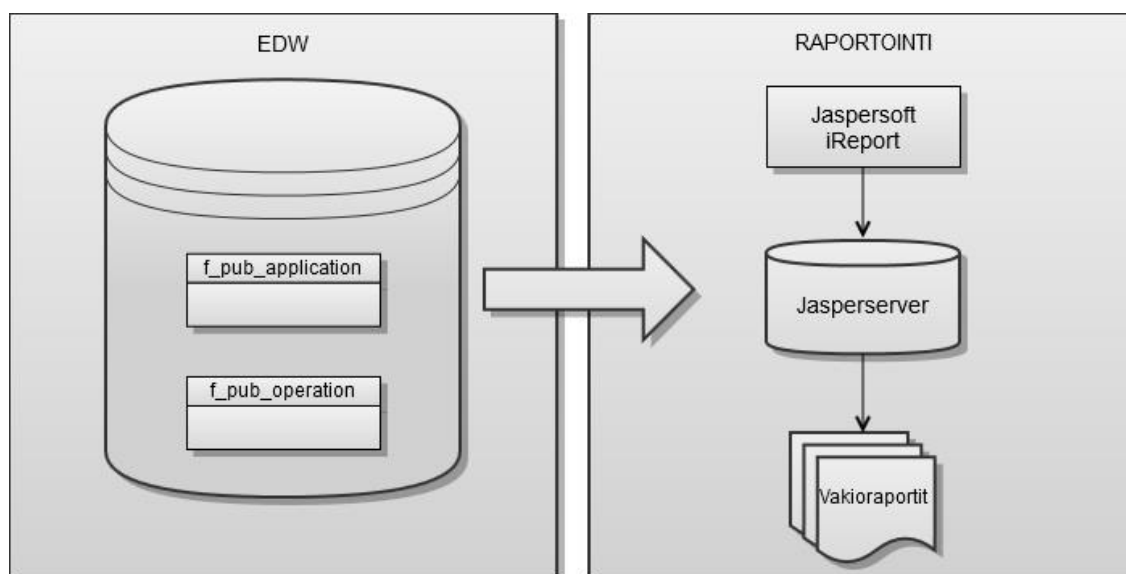 EDW
f_pub_application
f_pub_operation
RAPORTOINTI
Jaspersoft
iReport
Jasperserver
Vakioraportit